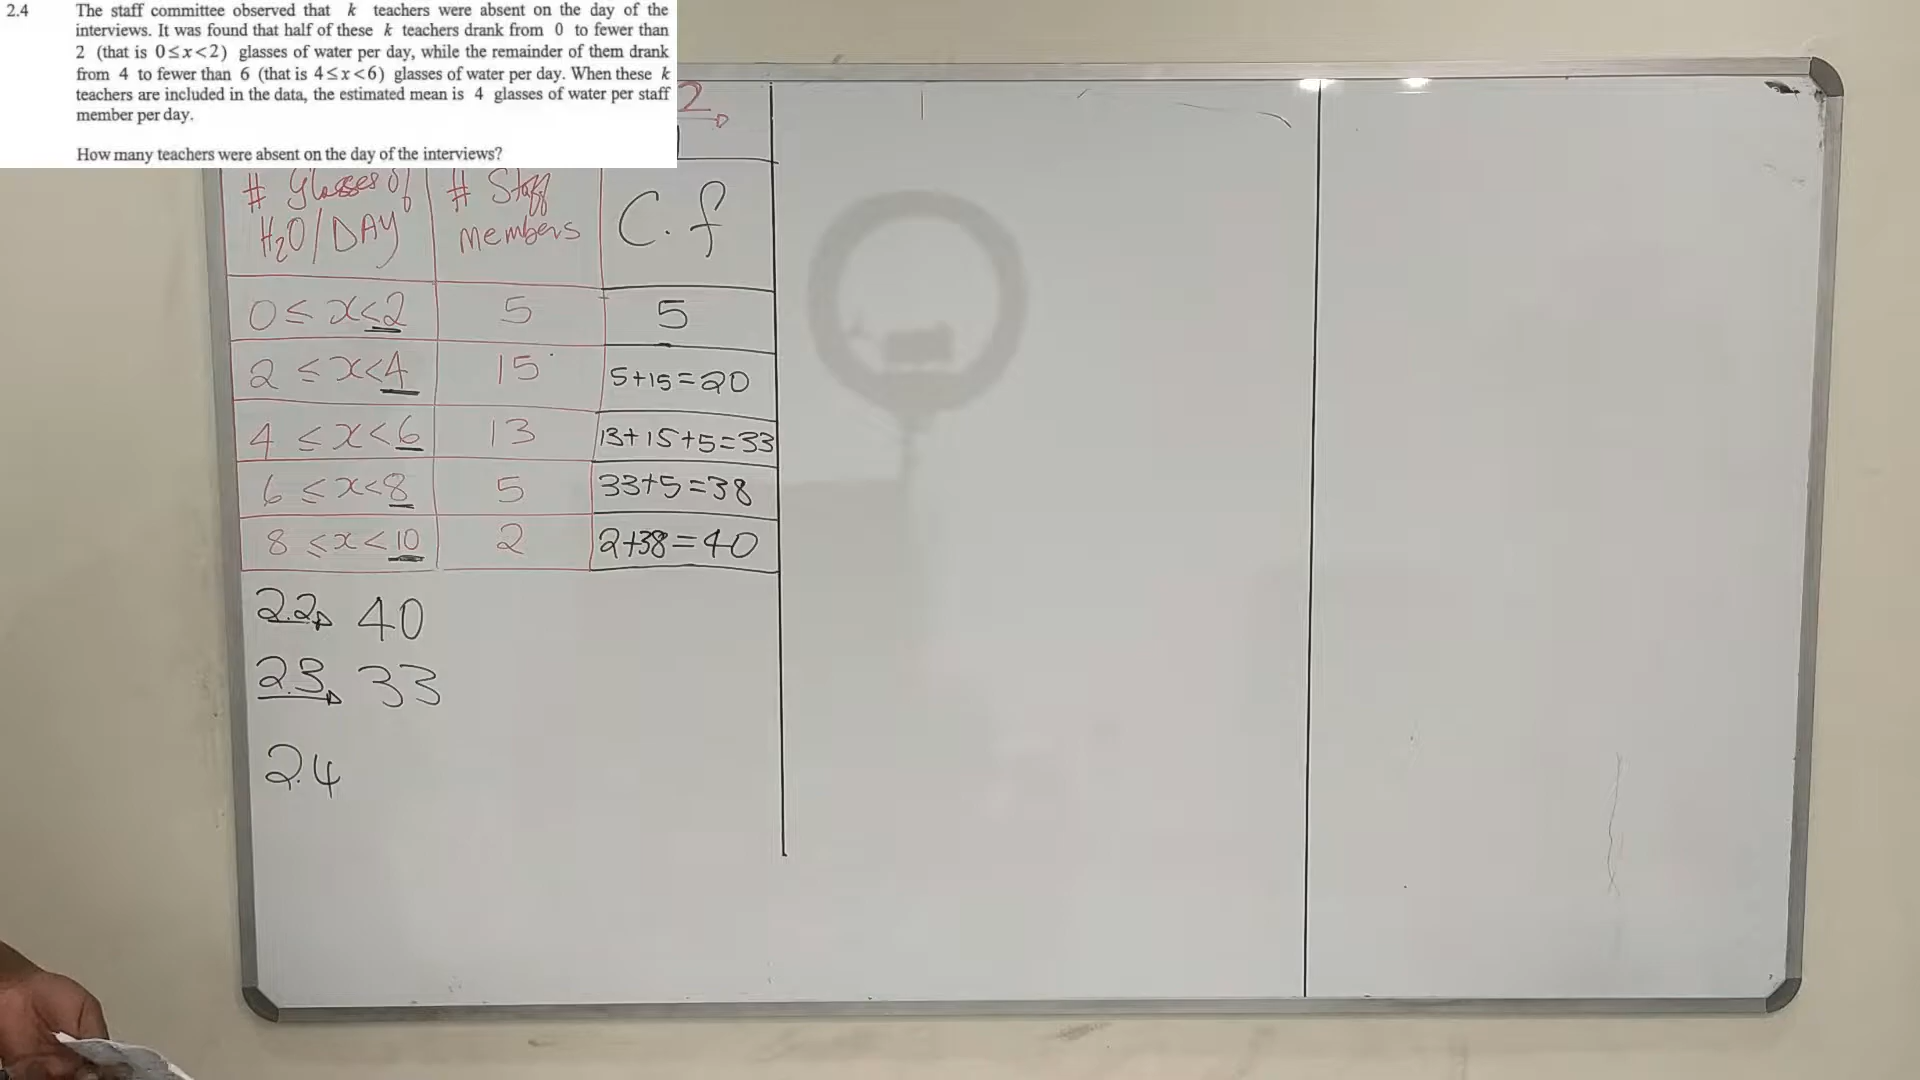 2.4 The staff committee observed that k teachers were absent on the day of the
interviews. It was found that half of these k teachers drank from 0 to fewer than
2 (that is 0≤x<2) glasses of water per day, while the remainder of them drank
from 4 to fewer than 6 (that is 4≤x<6) glasses of water per day. When these k
teachers are included in the data, the estimated mean is 4 glasses of water per staff
member per day.
How many teachers were absent on the day of the interviews?
2
# Glasses of H2O/DAY # Staff members C.f
0 ≤ x<2 5 5
2 ≤ x<4 15 5+15=20
4 ≤ x<6 13 13+15+5=33
6 ≤ x<8 5 33+5=38
8 ≤ x<10 2 2+38=40
2.2 40
2.3 33
2.4